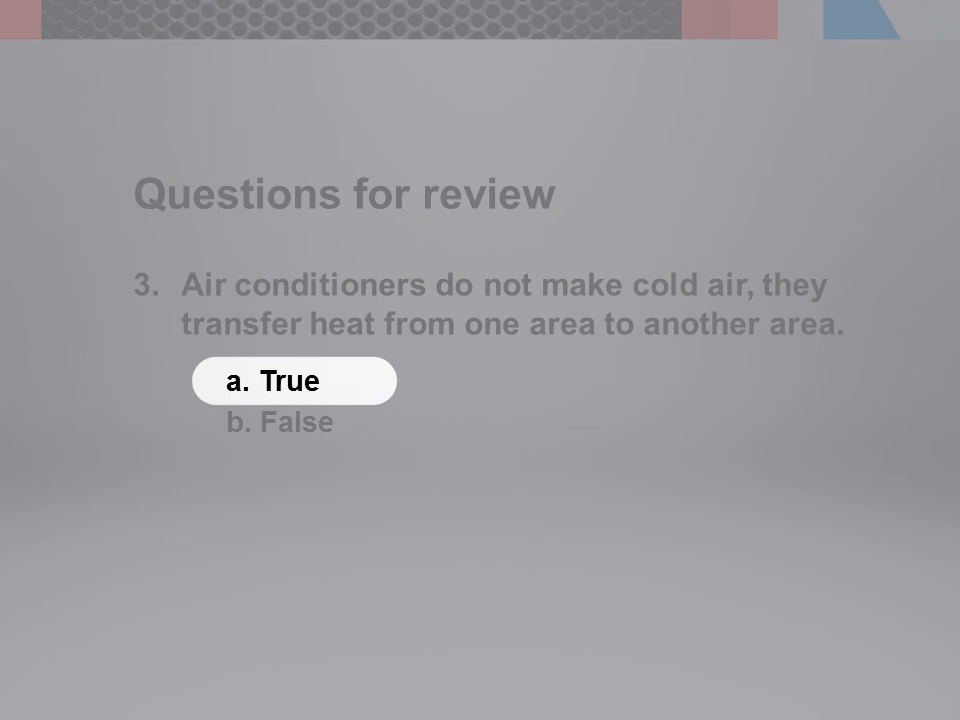 Questions for review
3. Air conditioners do not make cold air, they
transfer heat from one area to another area.
a. True
b. False